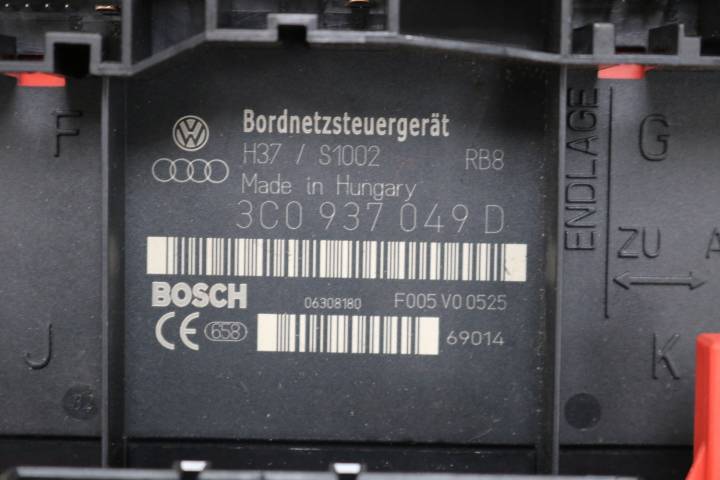 Bordnetzsteuergerät
H37 / S1002 RB8
Made in Hungary
3C0 937 049 D
BOSCH 06308180 F005 V0 0525
CE 658 69014
F
J
G
ENDLAGE
ZU A
K